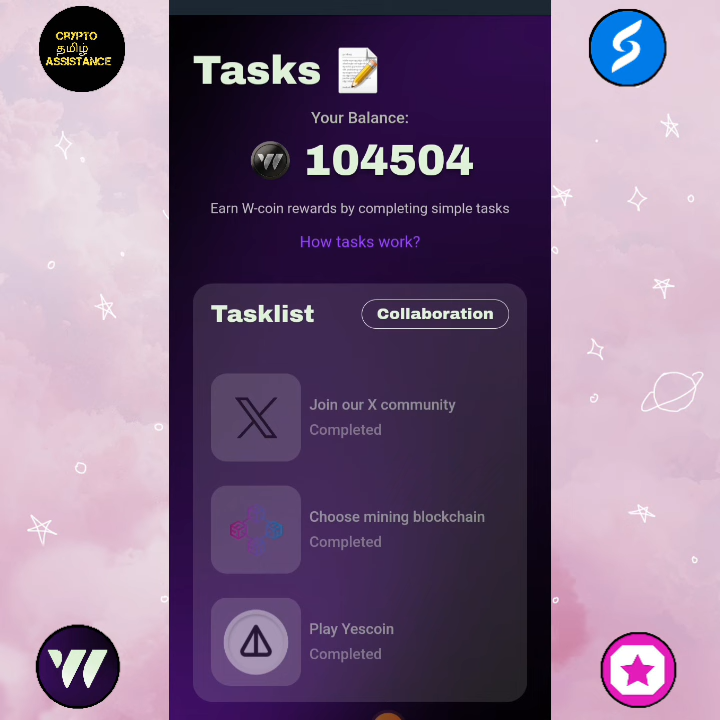 CRYPTO
தமிழ்
ASSISTANCE
Tasks
Your Balance:
104504
Earn W-coin rewards by completing simple tasks
How tasks work?
Tasklist
Collaboration
Join our X community
Completed
Choose mining blockchain
Completed
Play Yescoin
Completed